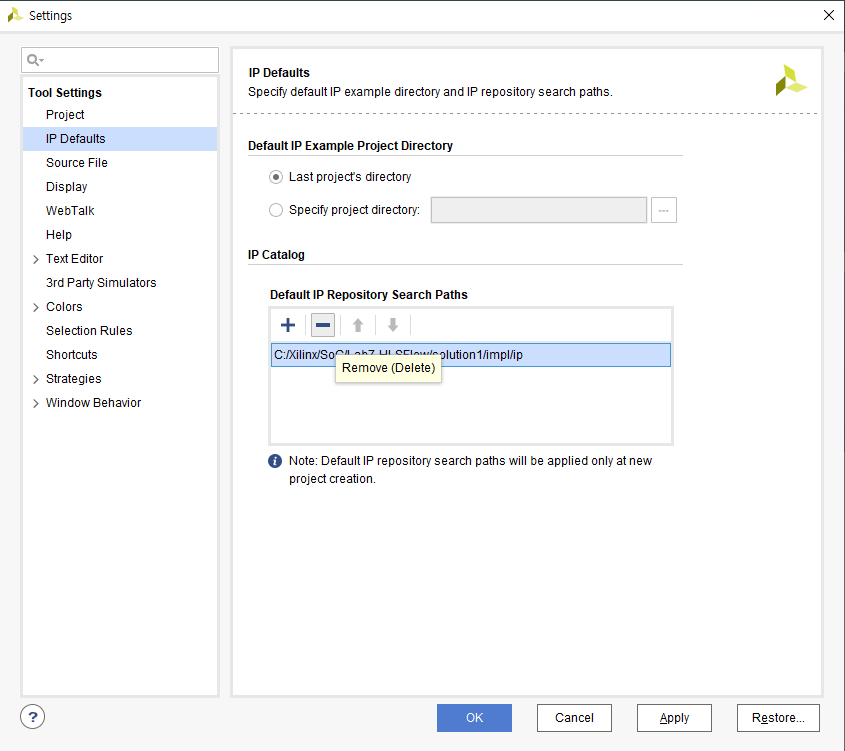 Settings
Tool Settings
Project
IP Defaults
Source File
Display
WebTalk
Help
Text Editor
3rd Party Simulators
Colors
Selection Rules
Shortcuts
Strategies
Window Behavior
IP Defaults
Specify default IP example directory and IP repository search paths.
Default IP Example Project Directory
Last project's directory
Specify project directory:
IP Catalog
Default IP Repository Search Paths
C:/Xilinx/SoC/Lab7_HLSFlow/solution1/impl/ip
Remove (Delete)
Note: Default IP repository search paths will be applied only at new
project creation.
?
OK
Cancel
Apply
Restore...